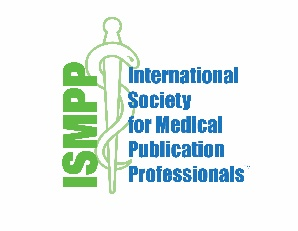 ISMPP
International
Society
for Medical
Publication
Professionals